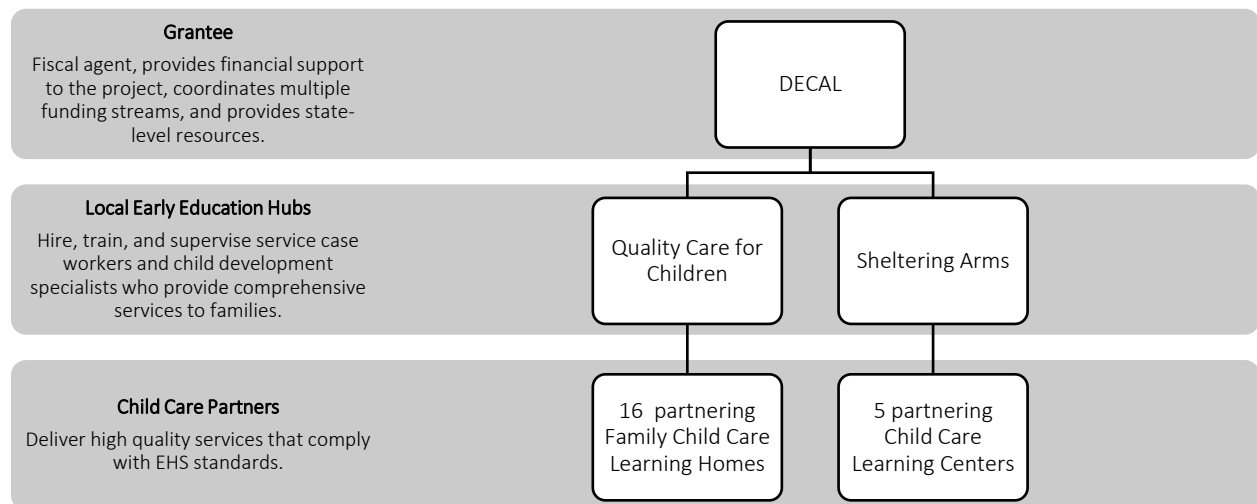 Grantee
Fiscal agent, provides financial support
to the project, coordinates multiple
funding streams, and provides state-
level resources.
DECAL
Local Early Education Hubs
Hire, train, and supervise service case
workers and child development
specialists who provide comprehensive
services to families.
Quality Care for
Children
Sheltering Arms
Child Care Partners
Deliver high quality services that comply
with EHS standards.
16 partnering
Family Child Care
Learning Homes
5 partnering
Child Care
Learning Centers